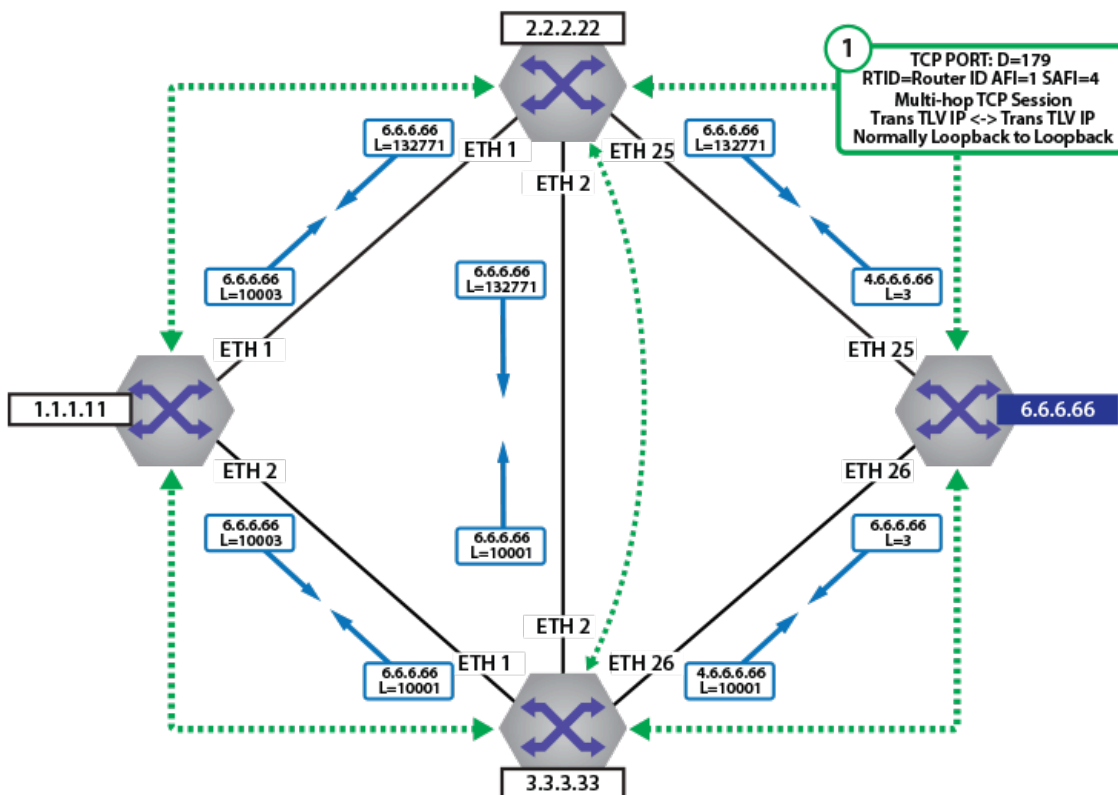 2.2.2.22
1
TCP PORT: D=179
RTID=Router ID AFI=1 SAFI=4
Multi-hop TCP Session
Trans TLV IP <-> Trans TLV IP
Normally Loopback to Loopback
6.6.6.66
L=132771
ETH 1
ETH 2
ETH 25
6.6.6.66
L=132771
6.6.6.66
L=10003
6.6.6.66
L=132771
4.6.6.6.66
L=3
ETH 1
ETH 25
1.1.1.11
6.6.6.66
ETH 2
ETH 26
6.6.6.66
L=10003
6.6.6.66
L=10001
6.6.6.66
L=3
ETH 2
ETH 1
ETH 26
6.6.6.66
L=10001
4.6.6.6.66
L=10001
3.3.3.33